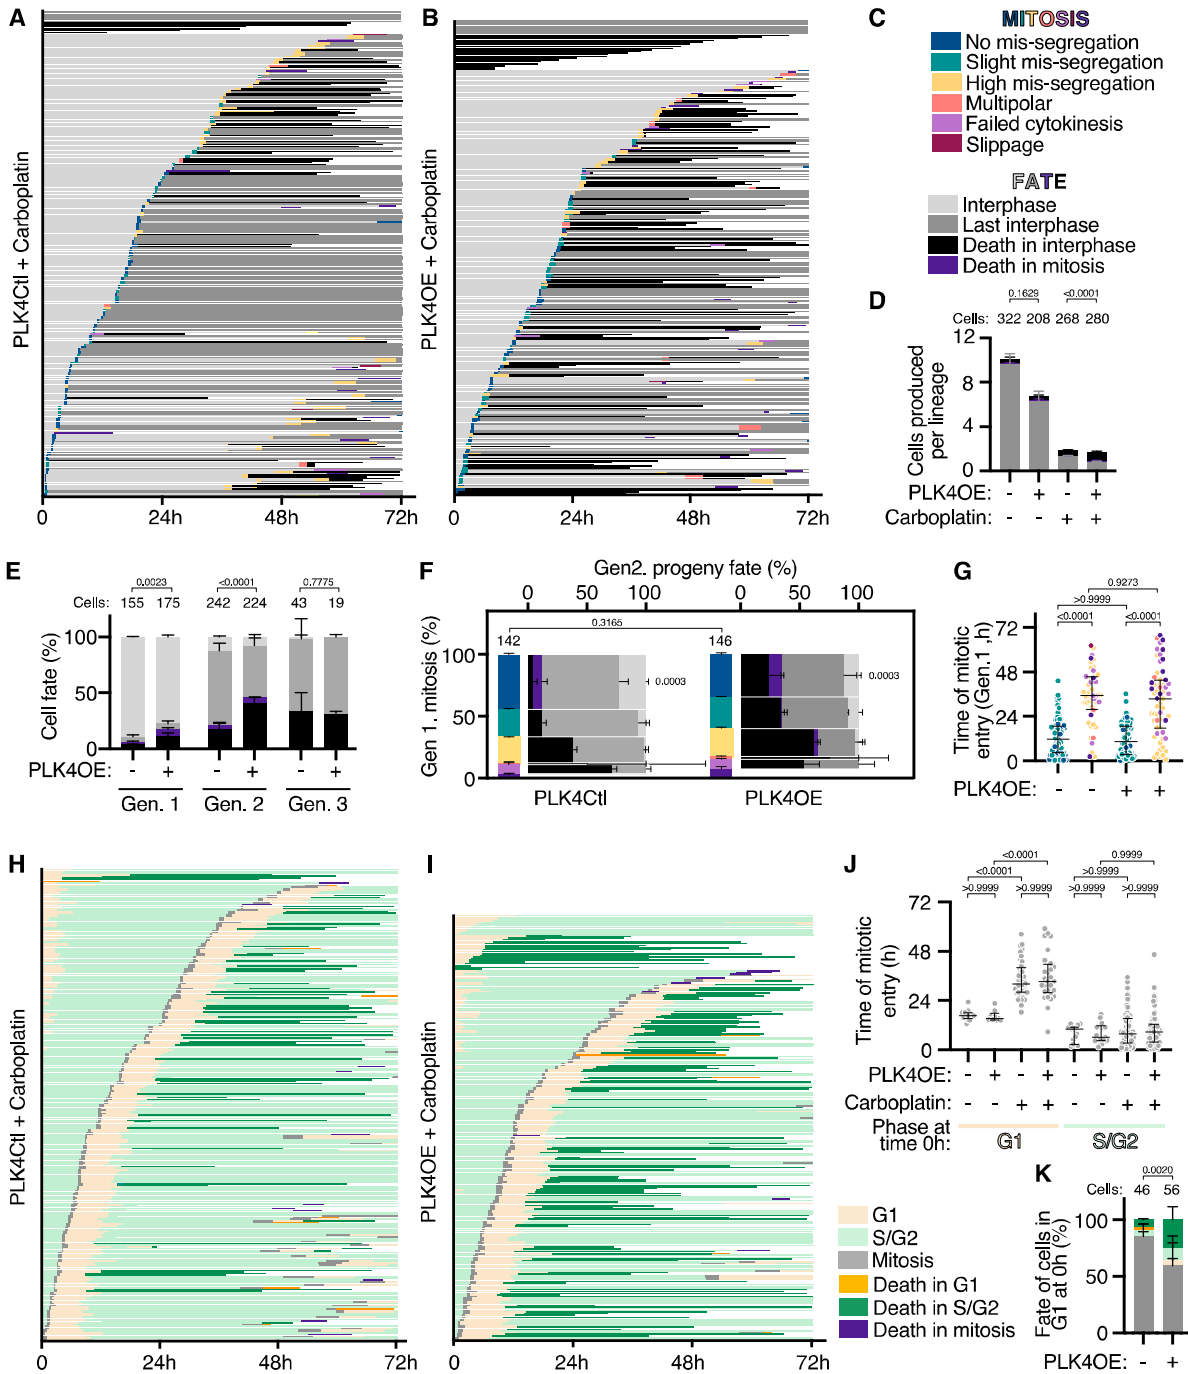 A
PLK4Ctl + Carboplatin
0
24h
48h
72h
B
PLK4OE + Carboplatin
0
24h
48h
72h
C
MITOSIS
No mis-segregation
Slight mis-segregation
High mis-segregation
Multipolar
Failed cytokinesis
Slippage
FATE
Interphase
Last interphase
Death in interphase
Death in mitosis
D
0.1629
<0.0001
Cells:
322 208 268 280
Cells produced
per lineage
12
8
4
0
PLK4OE: - + - +
Carboplatin: - - + +
E
0.0023
<0.0001
0.7775
Cells:
155 175 242 224 43 19
Cell fate (%)
100
50
0
PLK4OE: - + - + - +
Gen. 1
Gen. 2
Gen. 3
F
Gen2. progeny fate (%)
0 50 100
0 50 100
0.3165
142
146
Gen 1. mitosis (%)
100
50
0
0.0003
0.0003
PLK4Ctl
PLK4OE
G
0.9273
>0.9999
<0.0001
<0.0001
Time of mitotic
entry (Gen.1 ,h)
72
48
24
0
PLK4OE: - - + +
H
PLK4Ctl + Carboplatin
0
24h
48h
72h
I
PLK4OE + Carboplatin
0
24h
48h
72h
G1
S/G2
Mitosis
Death in G1
Death in S/G2
Death in mitosis
J
<0.0001
0.9999
<0.0001
>0.9999
>0.9999
>0.9999
>0.9999
>0.9999
Time of mitotic
entry (h)
72
48
24
0
PLK4OE: - + - + - + - +
Carboplatin: - - + + - - + +
Phase at
time 0h:
G1
S/G2
K
0.0020
Cells: 46 56
Fate of cells in
G1 at 0h (%)
100
50
0
PLK4OE: - +